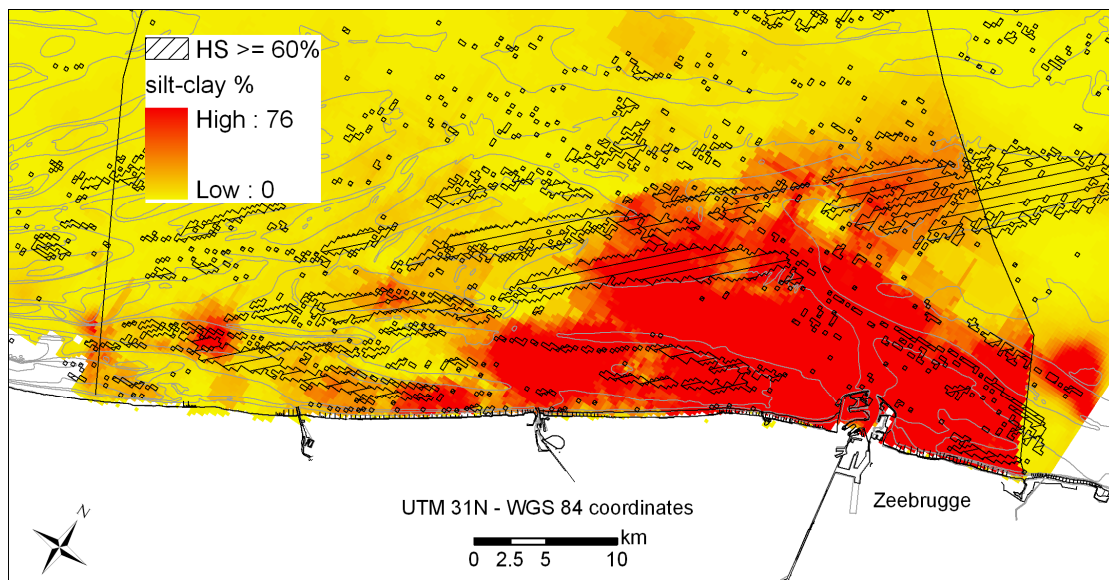 HS >= 60%
silt-clay %
High : 76
Low : 0
N
UTM 31N - WGS 84 coordinates
Zeebrugge
km
0 2.5 5 10